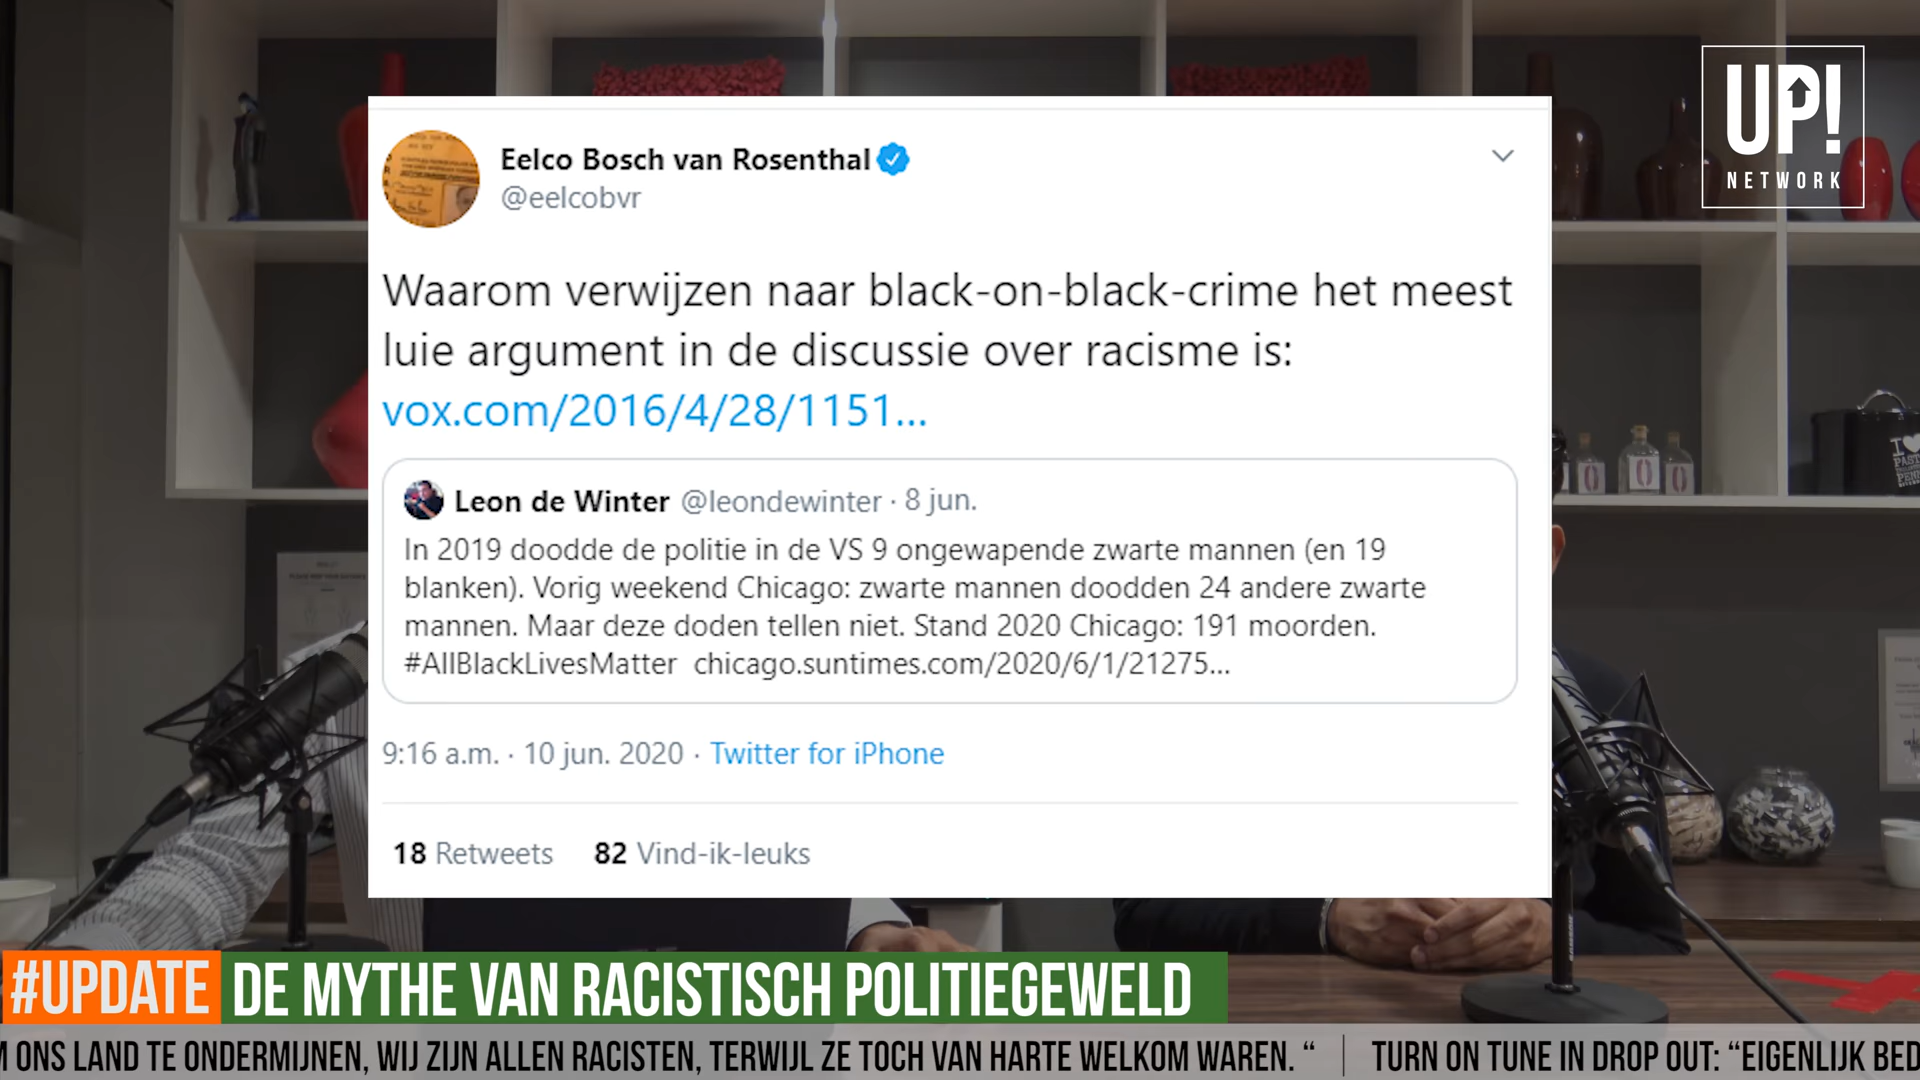 UP!
NETWORK
Eelco Bosch van Rosenthal
@eelcobvr
Waarom verwijzen naar black-on-black-crime het meest
luie argument in de discussie over racisme is:
vox.com/2016/4/28/1151...
Leon de Winter @leondewinter · 8 jun.
In 2019 doodde de politie in de VS 9 ongewapende zwarte mannen (en 19
blanken). Vorig weekend Chicago: zwarte mannen doodden 24 andere zwarte
mannen. Maar deze doden tellen niet. Stand 2020 Chicago: 191 moorden.
#AllBlackLivesMatter chicago.suntimes.com/2020/6/1/21275...
9:16 a.m. · 10 jun. 2020 · Twitter for iPhone
18 Retweets 82 Vind-ik-leuks
I
PAST
PENN
#UPDATE DE MYTHE VAN RACISTISCH POLITIEGEWELD
M ONS LAND TE ONDERMIJNEN, WIJ ZIJN ALLEN RACISTEN, TERWIJL ZE TOCH VAN HARTE WELKOM WAREN. “ | TURN ON TUNE IN DROP OUT: “EIGENLIJK BED